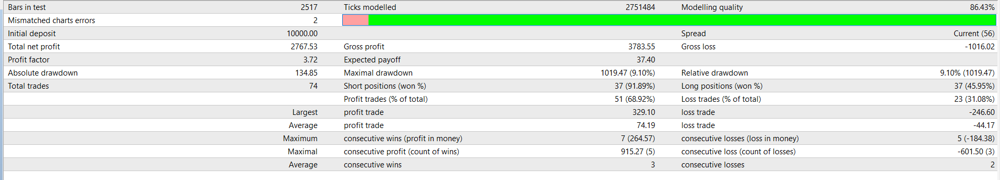 Bars in test 2517 Ticks modelled 2751484 Modelling quality 86.43%
Mismatched charts errors 2
Initial deposit 10000.00 Spread Current (56)
Total net profit 2767.53 Gross profit 3783.55 Gross loss -1016.02
Profit factor 3.72 Expected payoff 37.40
Absolute drawdown 134.85 Maximal drawdown 1019.47 (9.10%) Relative drawdown 9.10% (1019.47)
Total trades 74 Short positions (won %) 37 (91.89%) Long positions (won %) 37 (45.95%)
Profit trades (% of total) 51 (68.92%) Loss trades (% of total) 23 (31.08%)
Largest profit trade 329.10 loss trade -246.60
Average profit trade 74.19 loss trade -44.17
Maximum consecutive wins (profit in money) 7 (264.57) consecutive losses (loss in money) 5 (-184.38)
Maximal consecutive profit (count of wins) 915.27 (5) consecutive loss (count of losses) -601.50 (3)
Average consecutive wins 3 consecutive losses 2